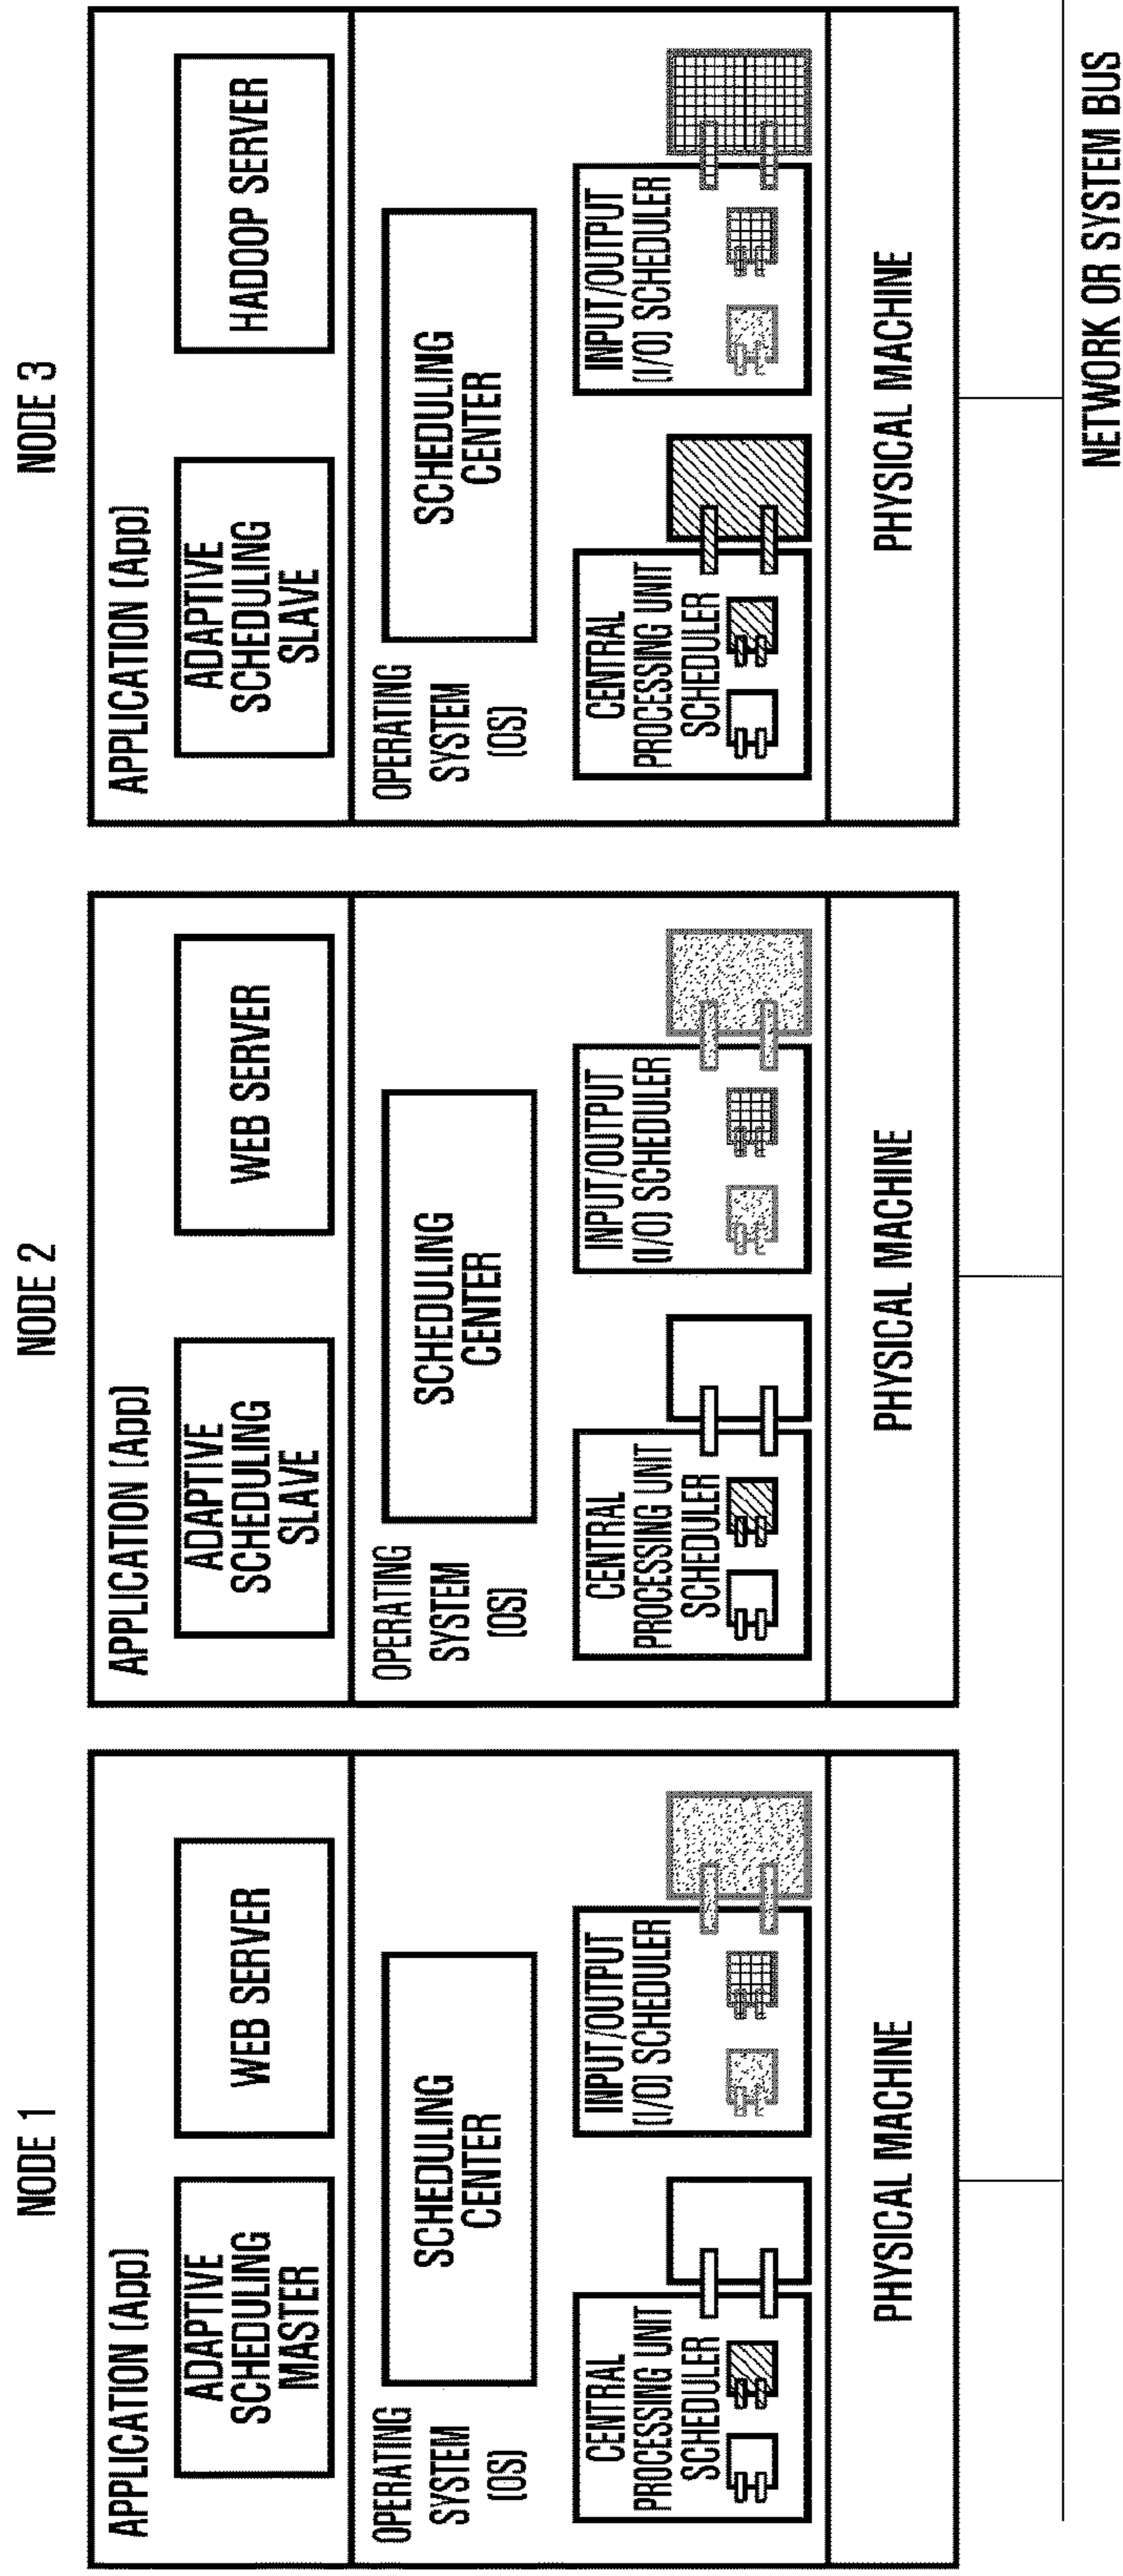 NODE 1
APPLICATION (App)
ADAPTIVE
SCHEDULING
MASTER
WEB SERVER
OPERATING
SYSTEM
(OS)
SCHEDULING
CENTER
CENTRAL
PROCESSING UNIT
SCHEDULER
INPUT/OUTPUT
(I/O) SCHEDULER
PHYSICAL MACHINE
NODE 2
APPLICATION (App)
ADAPTIVE
SCHEDULING
SLAVE
WEB SERVER
OPERATING
SYSTEM
(OS)
SCHEDULING
CENTER
CENTRAL
PROCESSING UNIT
SCHEDULER
INPUT/OUTPUT
(I/O) SCHEDULER
PHYSICAL MACHINE
NODE 3
APPLICATION (App)
ADAPTIVE
SCHEDULING
SLAVE
HADOOP SERVER
OPERATING
SYSTEM
(OS)
SCHEDULING
CENTER
CENTRAL
PROCESSING UNIT
SCHEDULER
INPUT/OUTPUT
(I/O) SCHEDULER
PHYSICAL MACHINE
NETWORK OR SYSTEM BUS